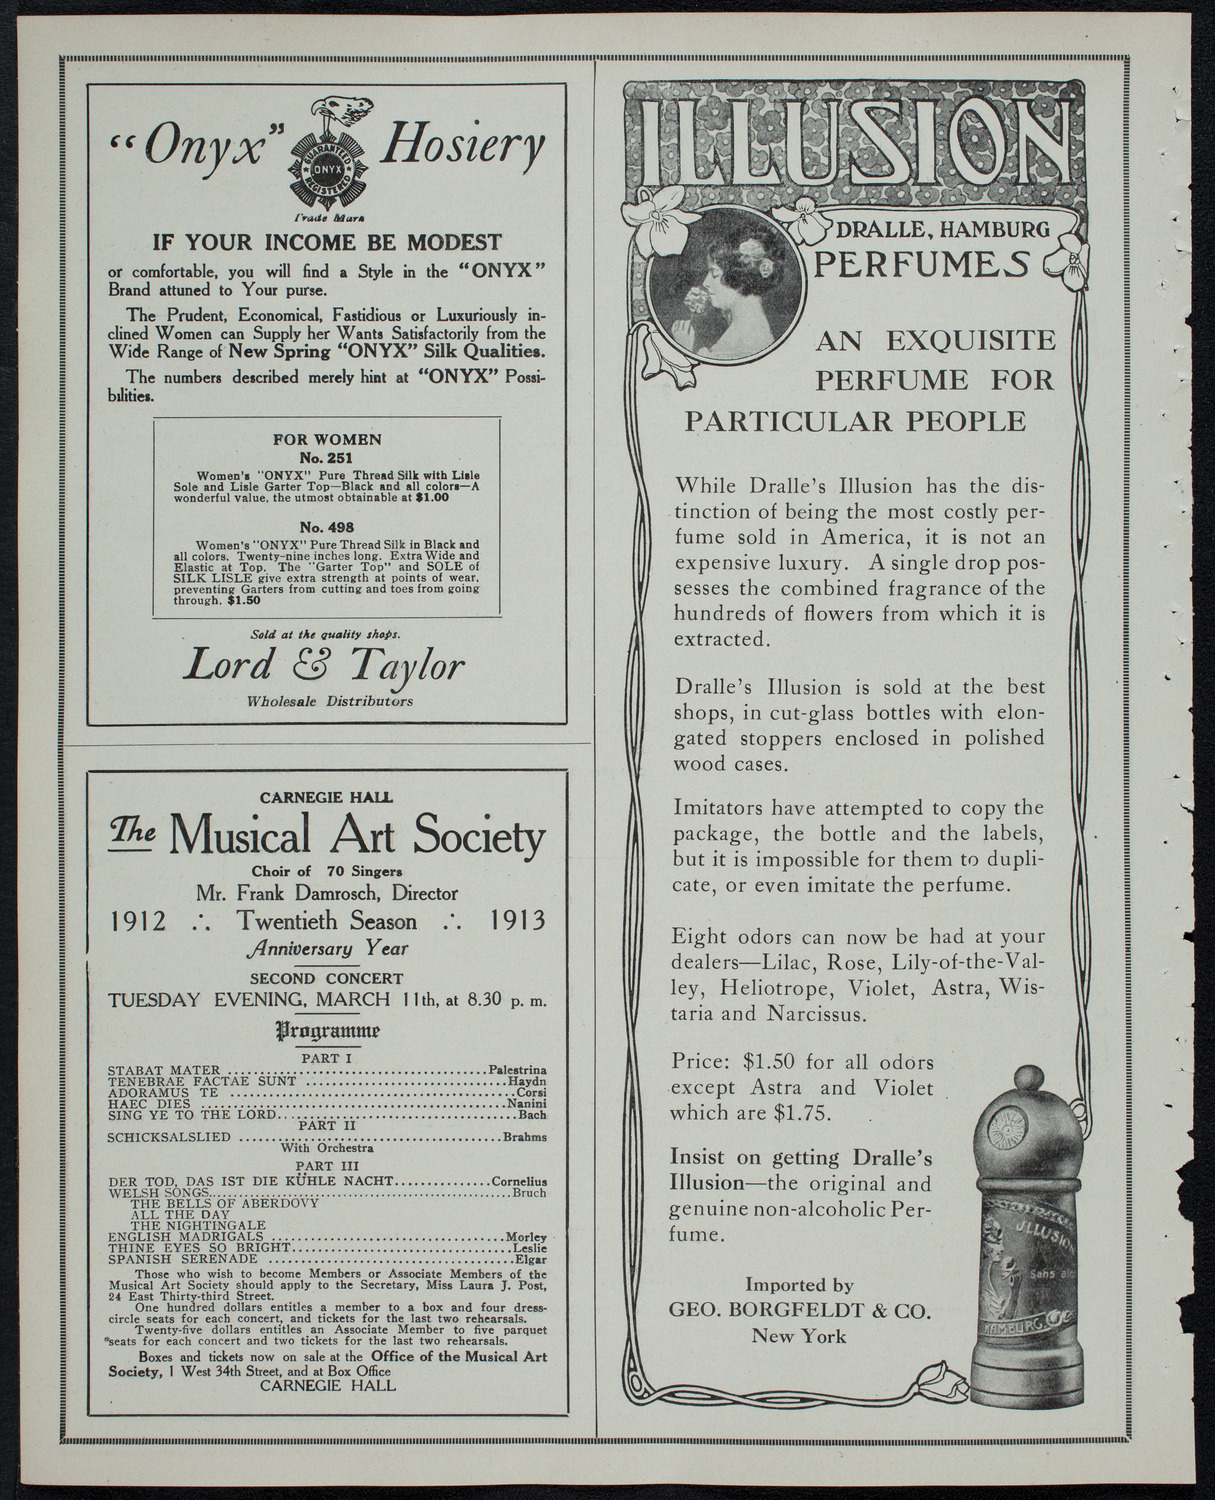 "Onyx" Hosiery
GUARANTEED
ONYX
REGISTERED
Trade Mark
IF YOUR INCOME BE MODEST
or comfortable, you will find a Style in the "ONYX"
Brand attuned to Your purse.
The Prudent, Economical, Fastidious or Luxuriously in-
clined Women can Supply her Wants Satisfactorily from the
Wide Range of New Spring "ONYX" Silk Qualities.
The numbers described merely hint at "ONYX" Possi-
bilities.
FOR WOMEN
No. 251
Women's "ONYX" Pure Thread Silk with Lisle
Sole and Lisle Garter Top—Black and all colors—A
wonderful value, the utmost obtainable at $1.00
No. 498
Women's "ONYX" Pure Thread Silk in Black and
all colors. Twenty-nine inches long. Extra Wide and
Elastic at Top. The "Garter Top" and SOLE of
SILK LISLE give extra strength at points of wear,
preventing Garters from cutting and toes from going
through. $1.50
Sold at the quality shops.
Lord & Taylor
Wholesale Distributors
CARNEGIE HALL
The Musical Art Society
Choir of 70 Singers
Mr. Frank Damrosch, Director
1912 ∴ Twentieth Season ∴ 1913
Anniversary Year
SECOND CONCERT
TUESDAY EVENING, MARCH 11th, at 8.30 p. m.
Programme
PART I
STABAT MATER ..........Palestrina
TENEBRAE FACTAE SUNT ..........Haydn
ADORAMUS TE ..........Corsi
HAEC DIES ..........Nanini
SING YE TO THE LORD..........Bach
PART II
SCHICKSALSLIED ..........Brahms
With Orchestra
PART III
DER TOD, DAS IST DIE KÜHLE NACHT..........Cornelius
WELSH SONGS..........Bruch
THE BELLS OF ABERDOVY
ALL THE DAY
THE NIGHTINGALE
ENGLISH MADRIGALS ..........Morley
THINE EYES SO BRIGHT..........Leslie
SPANISH SERENADE ..........Elgar
Those who wish to become Members or Associate Members of the
Musical Art Society should apply to the Secretary, Miss Laura J. Post,
24 East Thirty-third Street.
One hundred dollars entitles a member to a box and four dress-
circle seats for each concert, and tickets for the last two rehearsals.
Twenty-five dollars entitles an Associate Member to five parquet
seats for each concert and two tickets for the last two rehearsals.
Boxes and tickets now on sale at the Office of the Musical Art
Society, 1 West 34th Street, and at Box Office
CARNEGIE HALL
ILLUSION
DRALLE, HAMBURG
PERFUMES
AN EXQUISITE
PERFUME FOR
PARTICULAR PEOPLE
While Dralle's Illusion has the dis-
tinction of being the most costly per-
fume sold in America, it is not an
expensive luxury. A single drop pos-
sesses the combined fragrance of the
hundreds of flowers from which it is
extracted.
Dralle's Illusion is sold at the best
shops, in cut-glass bottles with elon-
gated stoppers enclosed in polished
wood cases.
Imitators have attempted to copy the
package, the bottle and the labels,
but it is impossible for them to dupli-
cate, or even imitate the perfume.
Eight odors can now be had at your
dealers—Lilac, Rose, Lily-of-the-Val-
ley, Heliotrope, Violet, Astra, Wis-
taria and Narcissus.
Price: $1.50 for all odors
except Astra and Violet
which are $1.75.
Insist on getting Dralle's
Illusion—the original and
genuine non-alcoholic Per-
fume.
Imported by
GEO. BORGFELDT & CO.
New York
ILLUSION
Sans
HAMBURG.